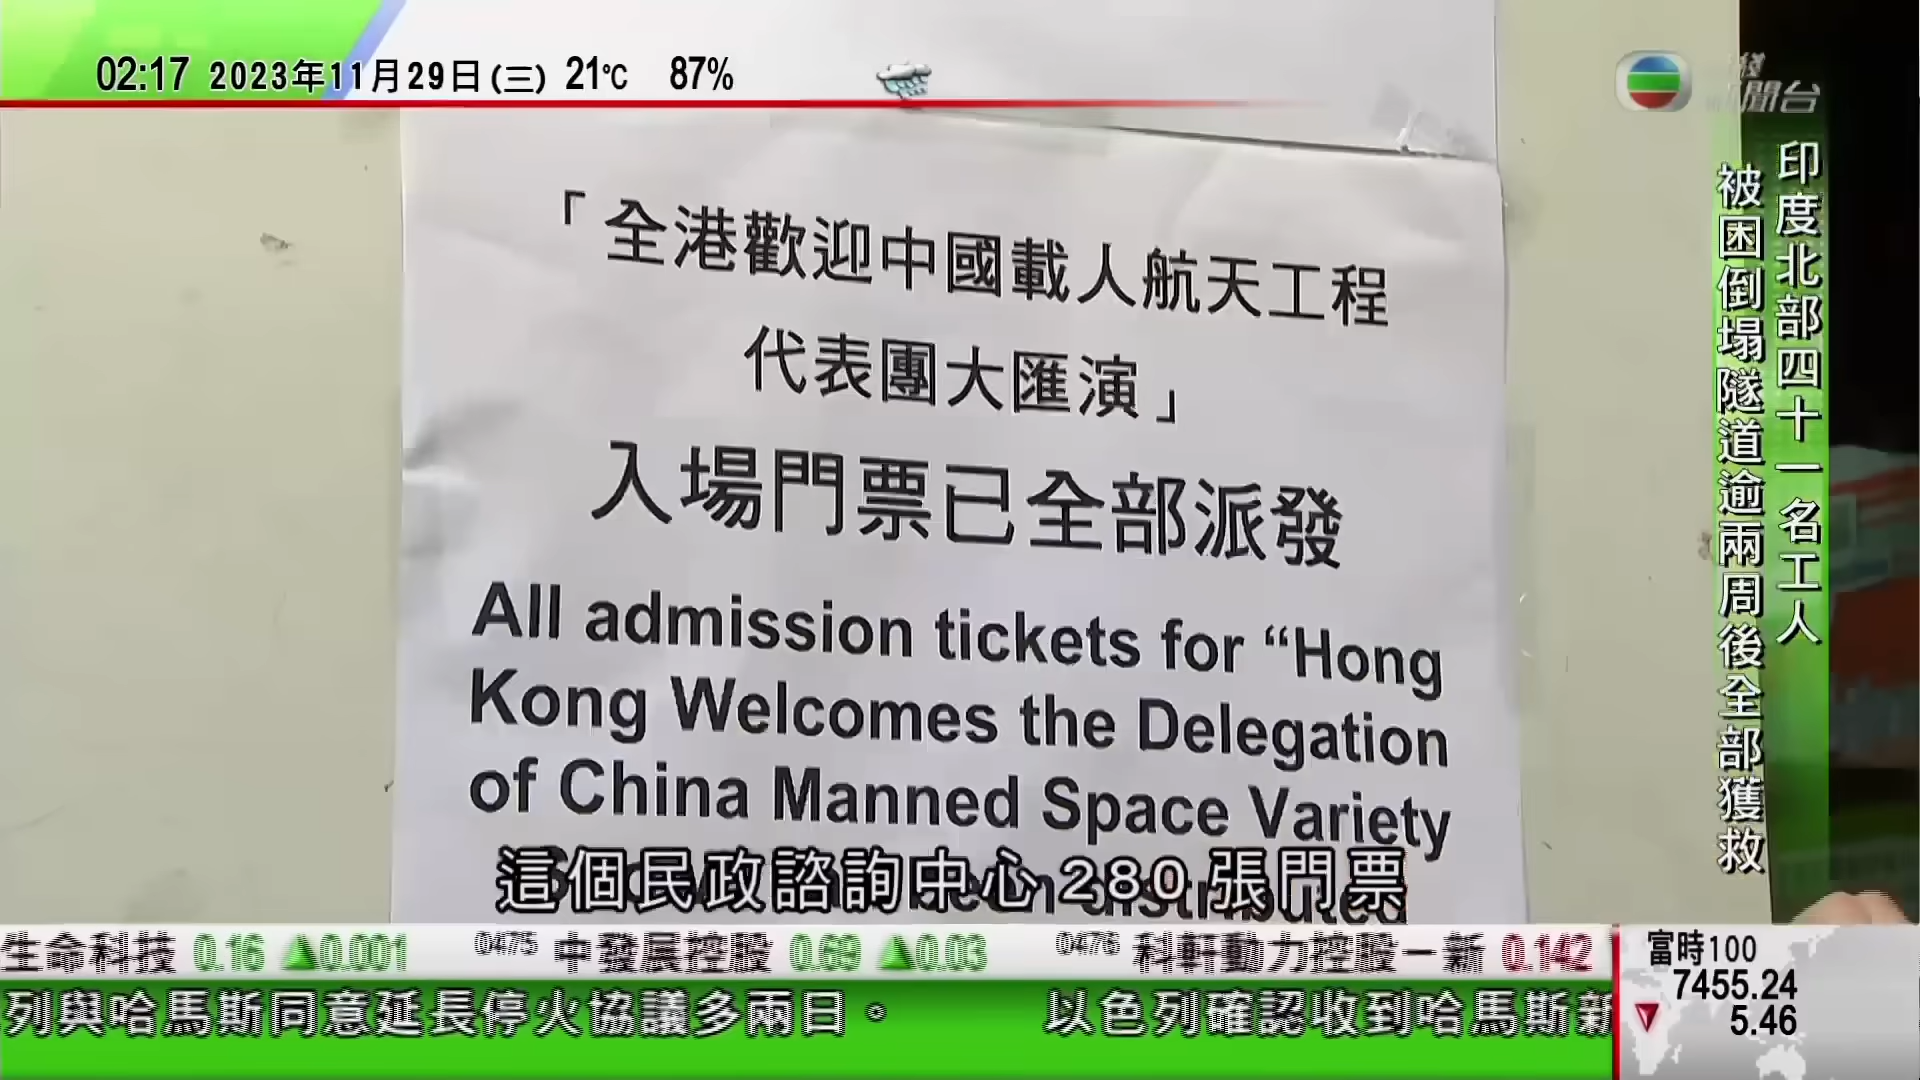 02:17 2023年11月29日(三) 21℃ 87%
新聞台
印度北部四十一名工人
被困倒塌隧道逾兩周後全部獲救
「全港歡迎中國載人航天工程
代表團大匯演」
入場門票已全部派發
All admission tickets for “Hong
Kong Welcomes the Delegation
of China Manned Space Variety
這個民政諮詢中心280張門票
生命科技 0.16 ▲0.001 0475 中發展控股 0.69 ▲0.03 0476 科軒動力控股一新 0.142
列與哈馬斯同意延長停火協議多兩日。 以色列確認收到哈馬斯新
富時100
7455.24
▼ 5.46